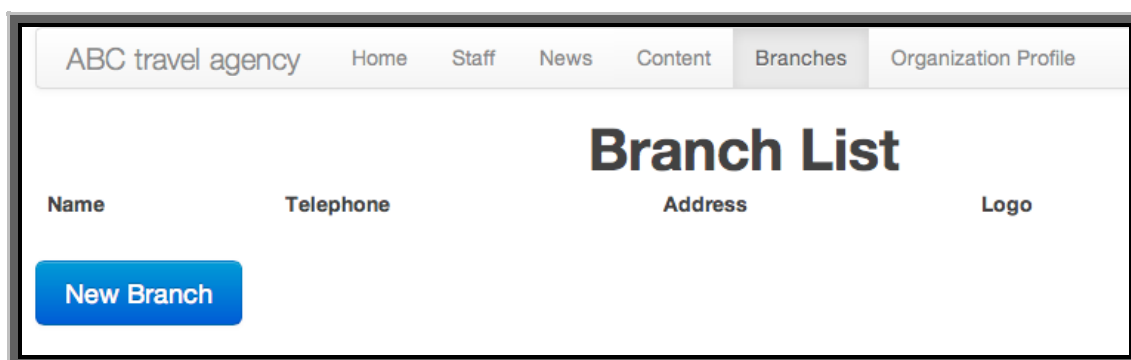 ABC travel agency Home Staff News Content Branches Organization Profile
Branch List
Name Telephone Address Logo
New Branch